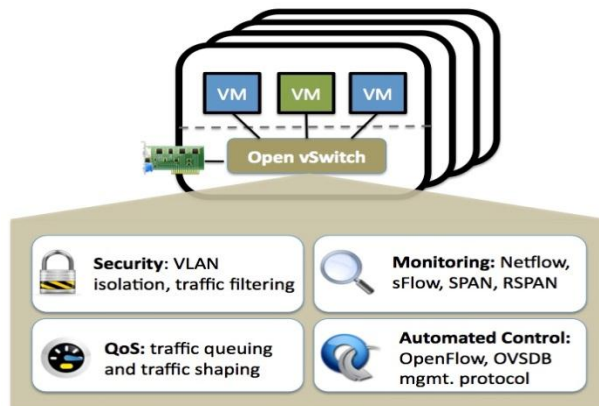 VM VM VM
Open vSwitch
Security: VLAN
isolation, traffic filtering
Monitoring: Netflow,
sFlow, SPAN, RSPAN
QoS: traffic queuing
and traffic shaping
Automated Control:
OpenFlow, OVSDB
mgmt. protocol